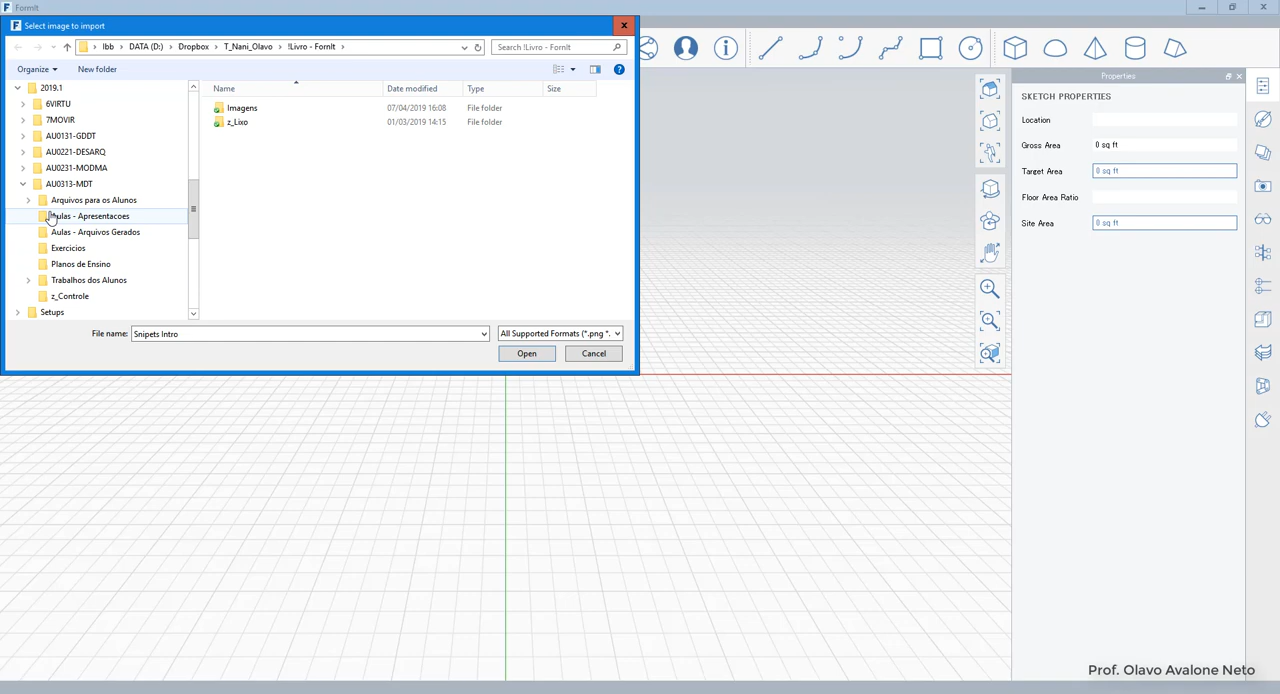 FormIt
Select image to import
lbb > DATA (D:) > Dropbox > T_Nani_Olavo > !Livro - FornIt >
Search !Livro - FornIt
Organize
New folder
2019.1
6VIRTU
7MOVIR
AU0131-GDDT
AU0221-DESARQ
AU0231-MODMA
AU0313-MDT
Arquivos para os Alunos
Aulas - Apresentacoes
Aulas - Arquivos Gerados
Exercicios
Planos de Ensino
Trabalhos dos Alunos
z_Controle
Setups
Name Date modified Type Size
Imagens 07/04/2019 16:08 File folder
z_Lixo 01/03/2019 14:15 File folder
File name: Snipets Intro
All Supported Formats (*.png *.
Open Cancel
Properties
SKETCH PROPERTIES
Location
Gross Area 0 sq ft
Target Area 0 sq ft
Floor Area Ratio
Site Area 0 sq ft
Prof. Olavo Avalone Neto